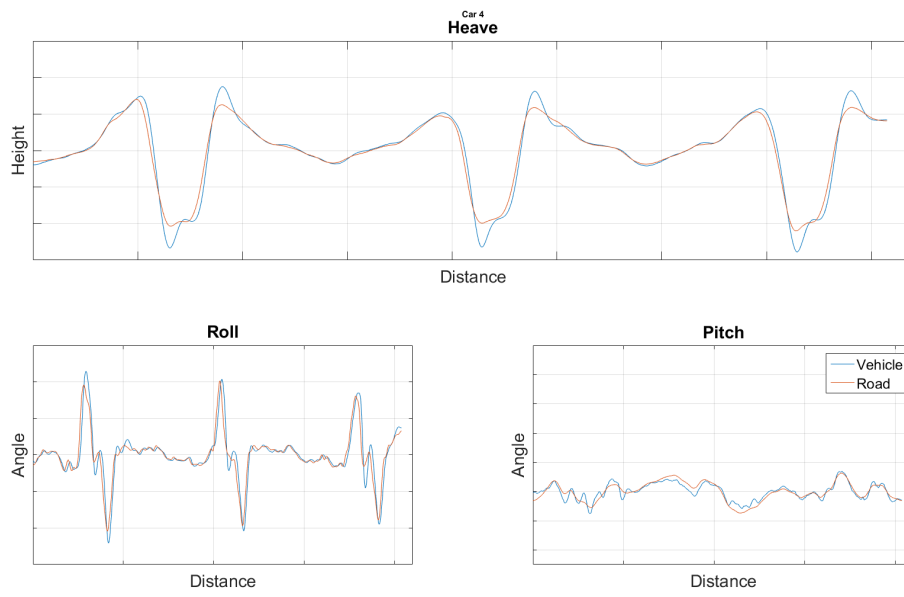 Car 4
Heave
Height
Distance
Roll
Angle
Distance
Pitch
Vehicle
Road
Angle
Distance